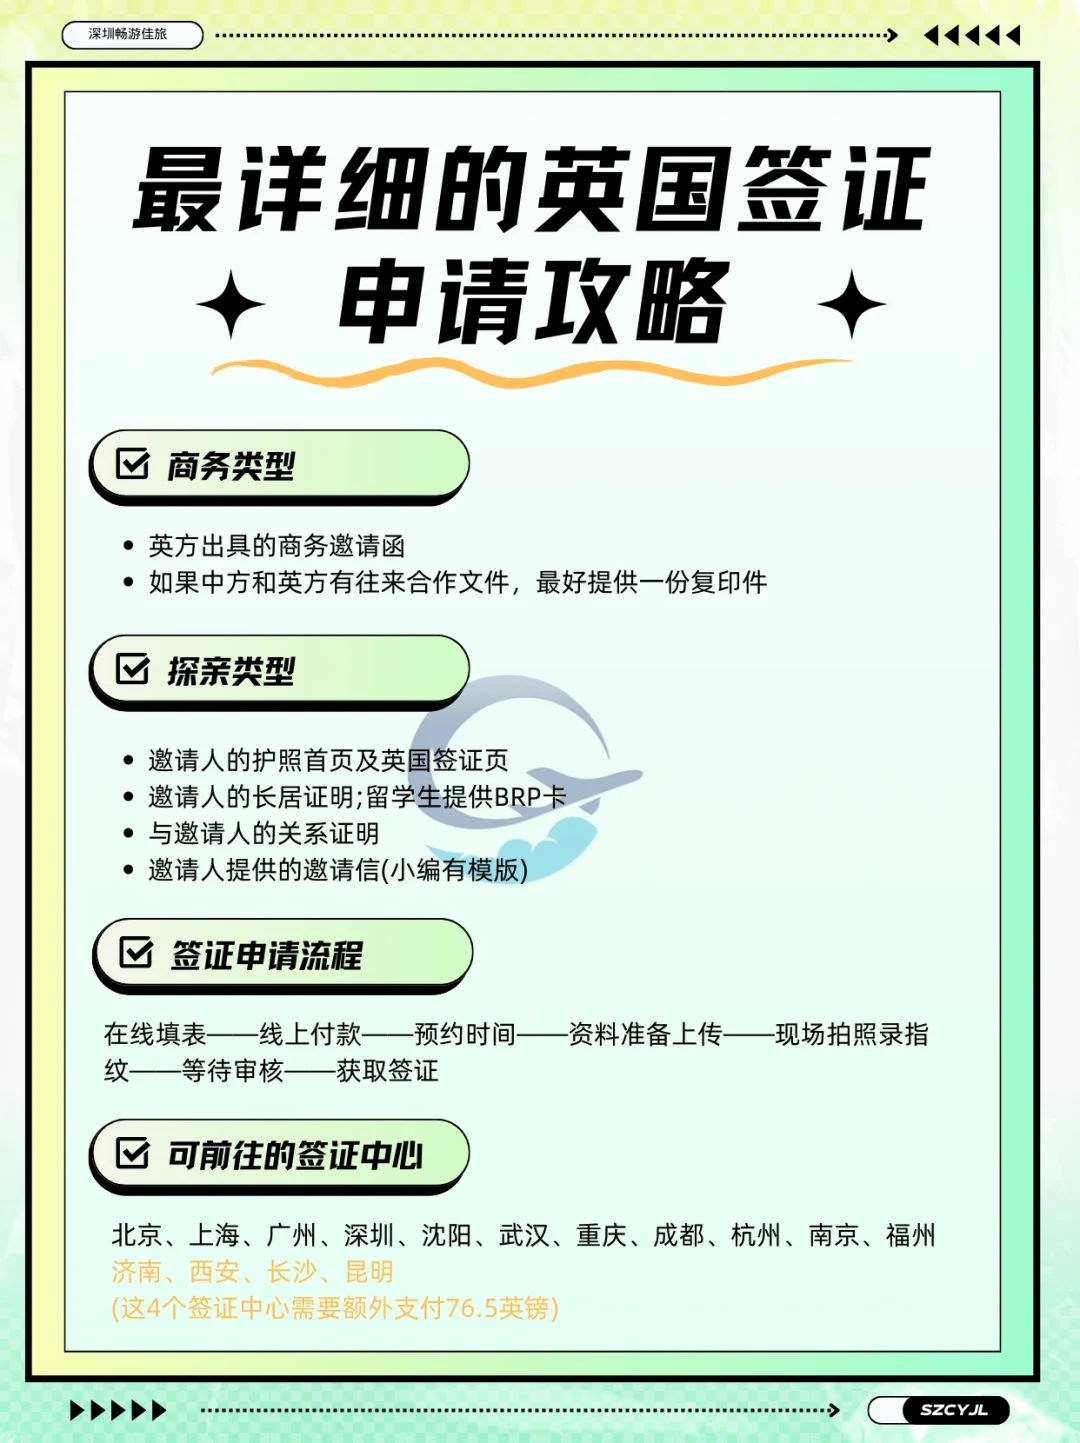 深圳畅游佳旅
最详细的英国签证
申请攻略
商务类型
英方出具的商务邀请函
如果中方和英方有往来合作文件，最好提供一份复印件
探亲类型
邀请人的护照首页及英国签证页
邀请人的长居证明;留学生提供BRP卡
与邀请人的关系证明
邀请人提供的邀请信(小编有模版)
签证申请流程
在线填表——线上付款——预约时间——资料准备上传——现场拍照录指
纹——等待审核——获取签证
可前往的签证中心
北京、上海、广州、深圳、沈阳、武汉、重庆、成都、杭州、南京、福州
济南、西安、长沙、昆明
(这4个签证中心需要额外支付76.5英镑)
SZCYJL